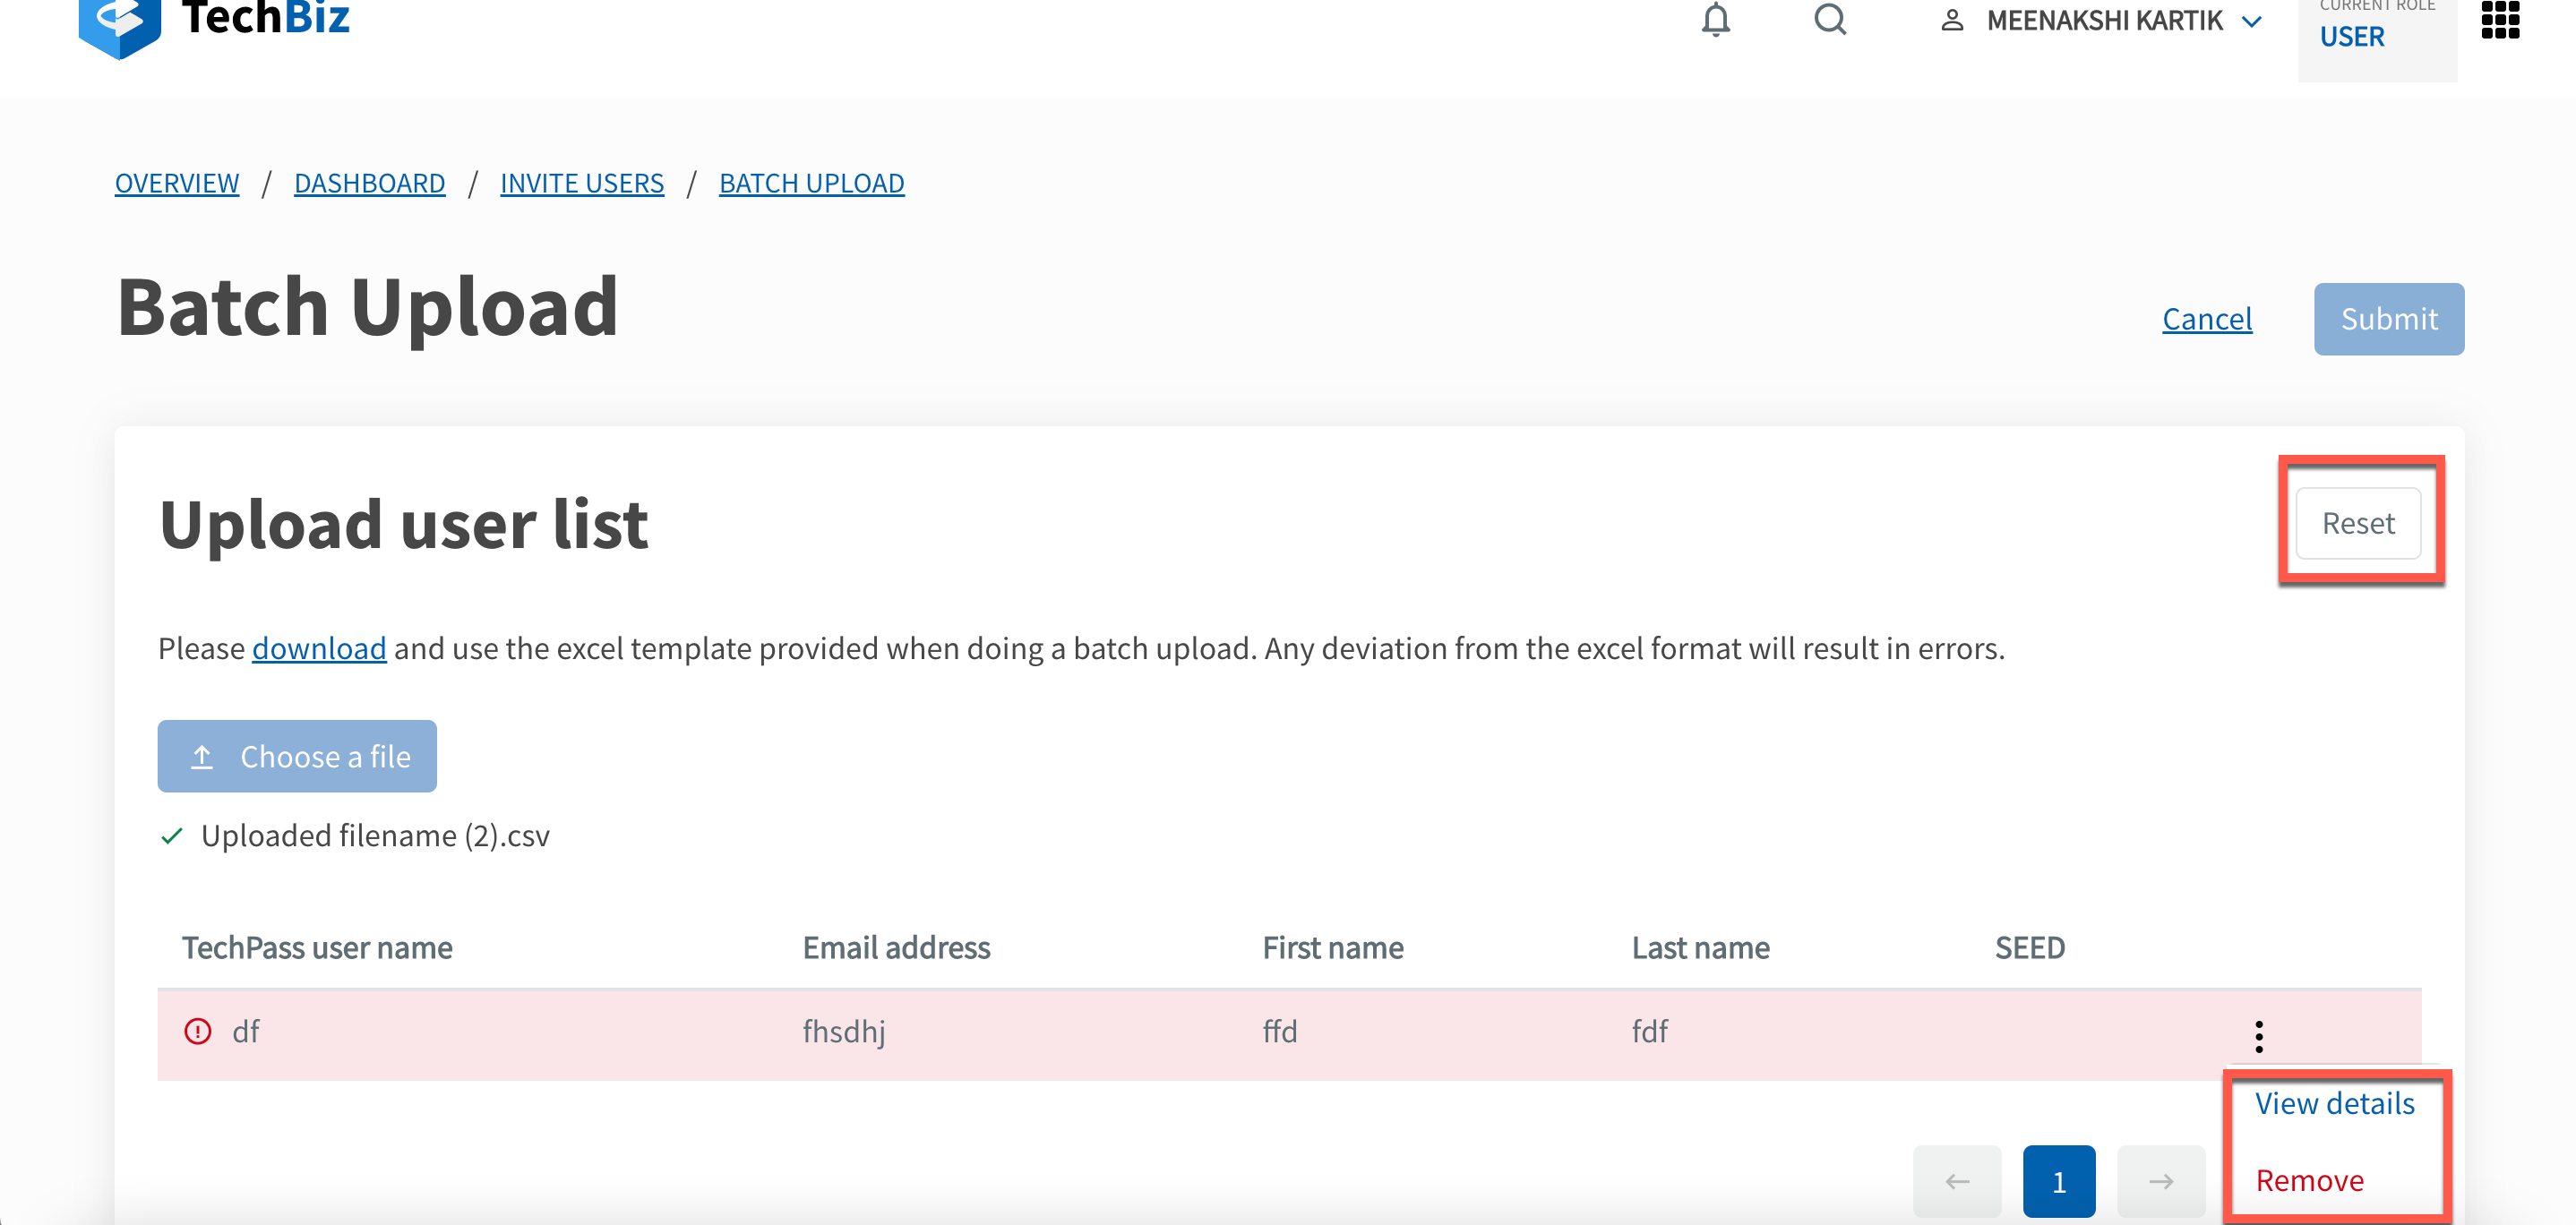 TechBiz
MEENAKSHI KARTIK
CURRENT ROLE
USER
OVERVIEW / DASHBOARD / INVITE USERS / BATCH UPLOAD
Batch Upload
Cancel
Submit
Upload user list
Reset
Please download and use the excel template provided when doing a batch upload. Any deviation from the excel format will result in errors.
Choose a file
Uploaded filename (2).csv
TechPass user name Email address First name Last name SEED
df fhsdhj ffd fdf
View details
1
Remove